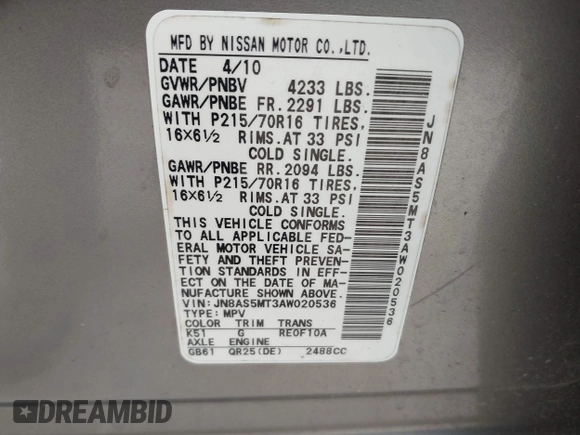 MFD BY NISSAN MOTOR CO.,LTD.
DATE 4/10
GVWR/PNBV 4233 LBS.
GAWR/PNBE FR. 2291 LBS.
WITH P215/70R16 TIRES,
16×6½ RIMS.AT 33 PSI
COLD SINGLE.
GAWR/PNBE RR. 2094 LBS.
WITH P215/70R16 TIRES,
16×6½ RIMS.AT 33 PSI
COLD SINGLE.
THIS VEHICLE CONFORMS
TO ALL APPLICABLE FED-
ERAL MOTOR VEHICLE SA-
FETY AND THEFT PREVEN-
TION STANDARDS IN EFF-
ECT ON THE DATE OF MA-
NUFACTURE SHOWN ABOVE.
VIN: JN8AS5MT3AW020536
TYPE: MPV
COLOR TRIM TRANS
K51 G RE0F10A
AXLE ENGINE
GB61 QR25(DE) 2488CC
JN8AS5MT3AW020536
DREAMBID